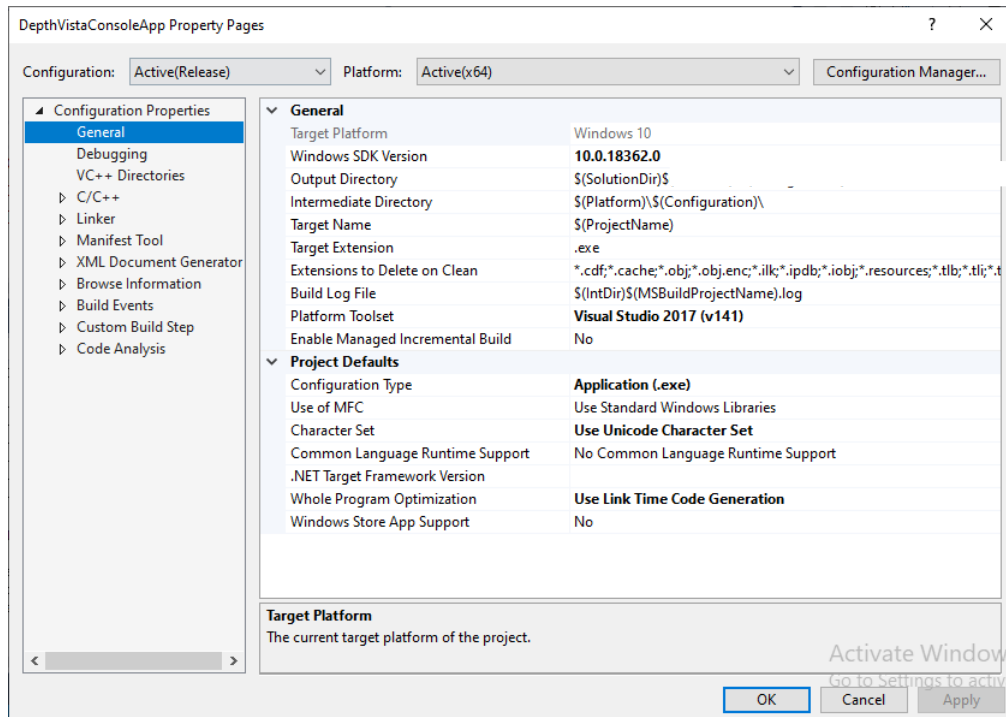 DepthVistaConsoleApp Property Pages
Configuration: Active(Release) Platform: Active(x64) Configuration Manager...
Configuration Properties
General
Debugging
VC++ Directories
C/C++
Linker
Manifest Tool
XML Document Generator
Browse Information
Build Events
Custom Build Step
Code Analysis
General
Target Platform Windows 10
Windows SDK Version 10.0.18362.0
Output Directory $(SolutionDir)$
Intermediate Directory $(Platform)\$(Configuration)\
Target Name $(ProjectName)
Target Extension .exe
Extensions to Delete on Clean *.cdf;*.cache;*.obj;*.obj.enc;*.ilk;*.ipdb;*.iobj;*.resources;*.tlb;*.tli;*.t
Build Log File $(IntDir)$(MSBuildProjectName).log
Platform Toolset Visual Studio 2017 (v141)
Enable Managed Incremental Build No
Project Defaults
Configuration Type Application (.exe)
Use of MFC Use Standard Windows Libraries
Character Set Use Unicode Character Set
Common Language Runtime Support No Common Language Runtime Support
.NET Target Framework Version
Whole Program Optimization Use Link Time Code Generation
Windows Store App Support No
Target Platform
The current target platform of the project.
Activate Window
Go to Settings to activ
OK Cancel Apply